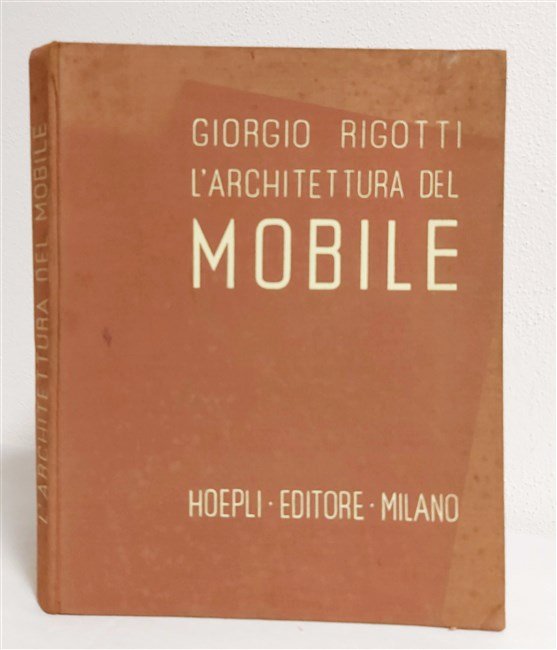 GIORGIO RIGOTTI
L'ARCHITETTURA DEL
MOBILE
HOEPLI · EDITORE · MILANO
L'ARCHITETTURA DEL MOBILE